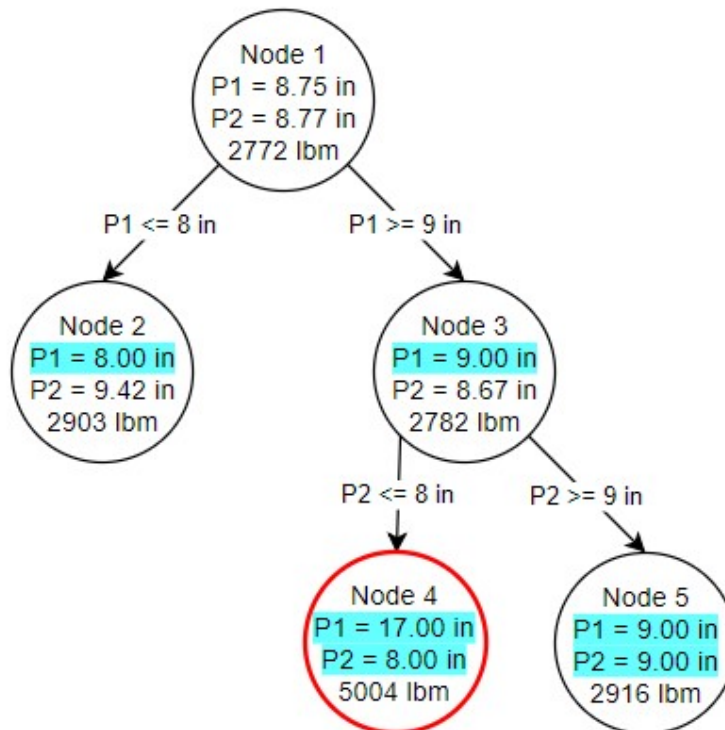 Node 1
P1 = 8.75 in
P2 = 8.77 in
2772 lbm
P1 <= 8 in
P1 >= 9 in
Node 2
P1 = 8.00 in
P2 = 9.42 in
2903 lbm
Node 3
P1 = 9.00 in
P2 = 8.67 in
2782 lbm
P2 <= 8 in
P2 >= 9 in
Node 4
P1 = 17.00 in
P2 = 8.00 in
5004 lbm
Node 5
P1 = 9.00 in
P2 = 9.00 in
2916 lbm